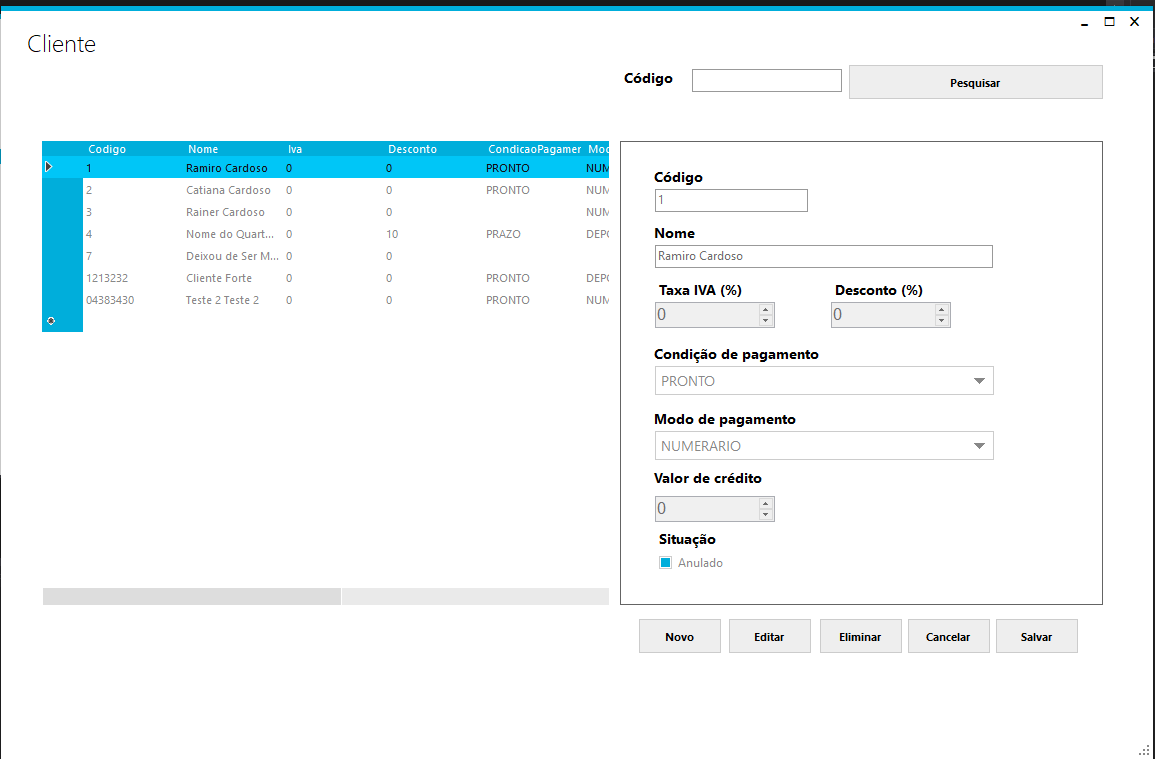 Cliente
Código Pesquisar
Codigo Nome Iva Desconto CondicaoPagamen Mod
1 Ramiro Cardoso 0 0 PRONTO NUM
2 Catiana Cardoso 0 0 PRONTO NUM
3 Rainer Cardoso 0 0 NUM
4 Nome do Quart... 0 10 PRAZO DEPO
7 Deixou de Ser M... 0 0
1213232 Cliente Forte 0 0 PRONTO DEPO
04383430 Teste 2 Teste 2 0 0 PRONTO NUM
Código
1
Nome
Ramiro Cardoso
Taxa IVA (%) Desconto (%)
0 0
Condição de pagamento
PRONTO
Modo de pagamento
NUMERARIO
Valor de crédito
0
Situação
Anulado
Novo Editar Eliminar Cancelar Salvar